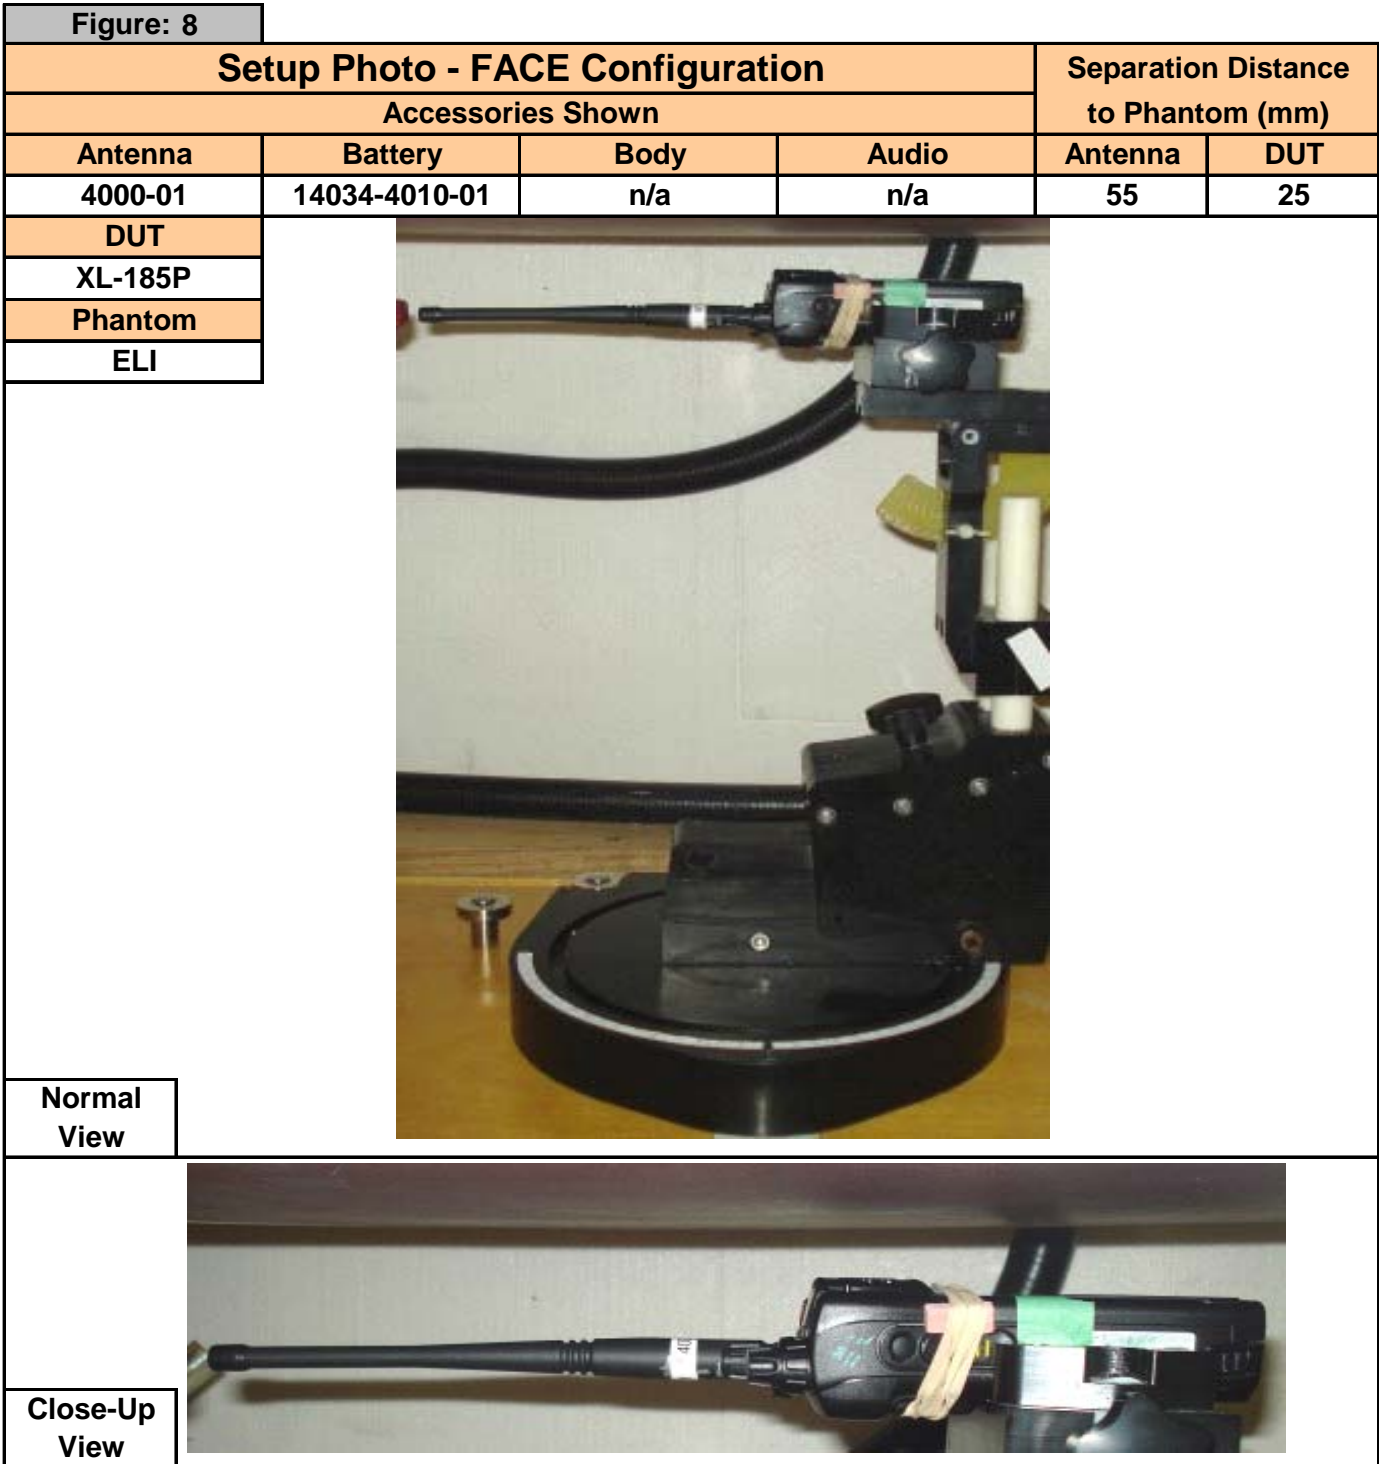 Figure: 8
Setup Photo - FACE Configuration
Separation Distance
to Phantom (mm)
Accessories Shown
Antenna Battery Body Audio Antenna DUT
4000-01 14034-4010-01 n/a n/a 55 25
DUT
XL-185P
Phantom
ELI
Normal
View
Close-Up
View